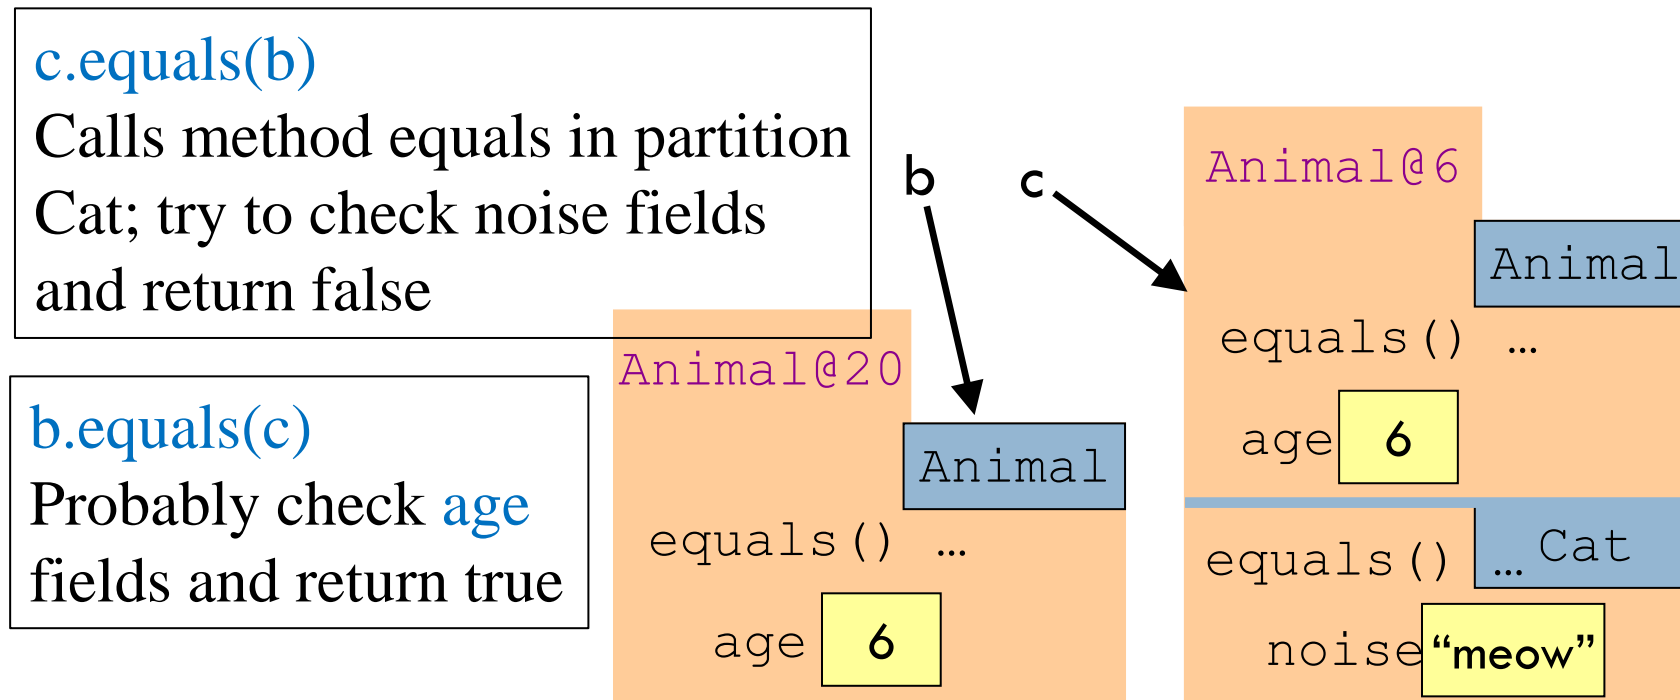 c.equals(b)
Calls method equals in partition
Cat; try to check noise fields
and return false
b.equals(c)
Probably check age
fields and return true
b
c
Animal@20
Animal
equals() …
age 6
Animal@6
Animal
equals() …
age 6
equals() … Cat
noise “meow”